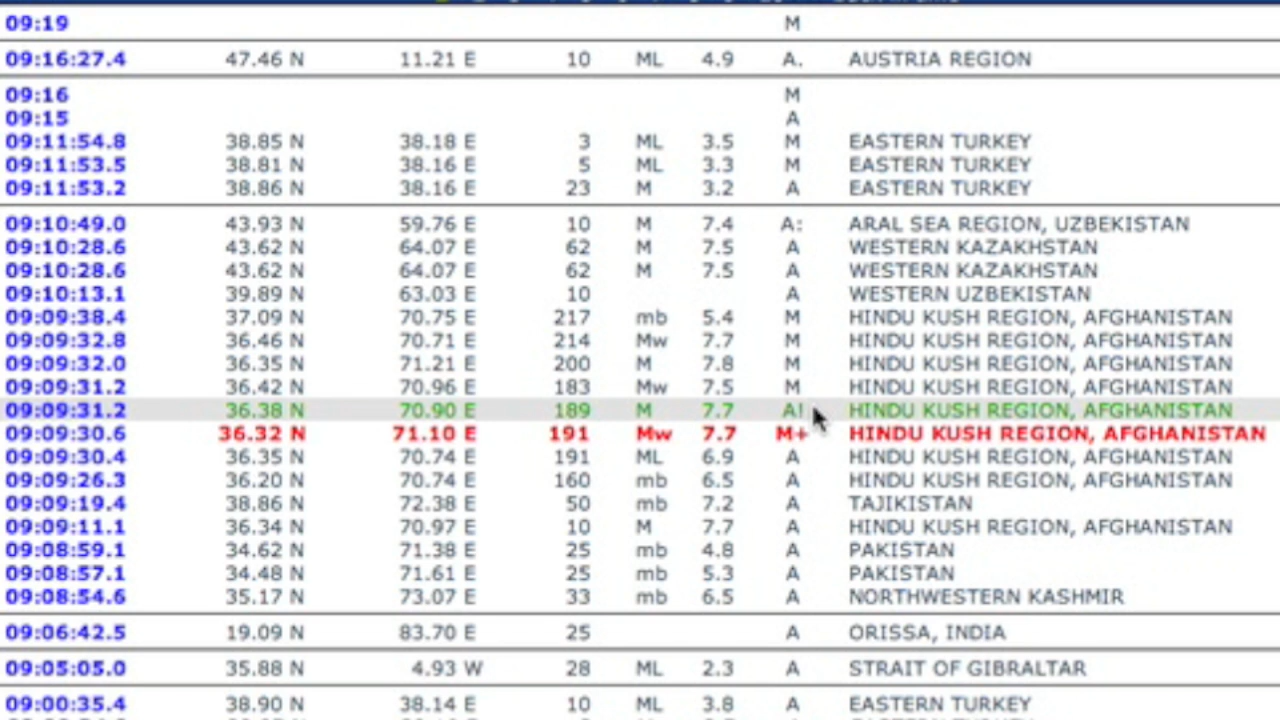 09:19 M
09:16:27.4 47.46 N 11.21 E 10 ML 4.9 A. AUSTRIA REGION
09:16 M
09:15 A
09:11:54.8 38.85 N 38.18 E 3 ML 3.5 M EASTERN TURKEY
09:11:53.5 38.81 N 38.16 E 5 ML 3.3 M EASTERN TURKEY
09:11:53.2 38.86 N 38.16 E 23 M 3.2 A EASTERN TURKEY
09:10:49.0 43.93 N 59.76 E 10 M 7.4 A: ARAL SEA REGION, UZBEKISTAN
09:10:28.6 43.62 N 64.07 E 62 M 7.5 A WESTERN KAZAKHSTAN
09:10:28.6 43.62 N 64.07 E 62 M 7.5 A WESTERN KAZAKHSTAN
09:10:13.1 39.89 N 63.03 E 10 A WESTERN UZBEKISTAN
09:09:38.4 37.09 N 70.75 E 217 mb 5.4 M HINDU KUSH REGION, AFGHANISTAN
09:09:32.8 36.46 N 70.71 E 214 Mw 7.7 M HINDU KUSH REGION, AFGHANISTAN
09:09:32.0 36.35 N 71.21 E 200 M 7.8 M HINDU KUSH REGION, AFGHANISTAN
09:09:31.2 36.42 N 70.96 E 183 Mw 7.5 M HINDU KUSH REGION, AFGHANISTAN
09:09:31.2 36.38 N 70.90 E 189 M 7.7 A! HINDU KUSH REGION, AFGHANISTAN
09:09:30.6 36.32 N 71.10 E 191 Mw 7.7 M+ HINDU KUSH REGION, AFGHANISTAN
09:09:30.4 36.35 N 70.74 E 191 ML 6.9 A HINDU KUSH REGION, AFGHANISTAN
09:09:26.3 36.20 N 70.74 E 160 mb 6.5 A HINDU KUSH REGION, AFGHANISTAN
09:09:19.4 38.86 N 72.38 E 50 mb 7.2 A TAJIKISTAN
09:09:11.1 36.34 N 70.97 E 10 M 7.7 A HINDU KUSH REGION, AFGHANISTAN
09:08:59.1 34.62 N 71.38 E 25 mb 4.8 A PAKISTAN
09:08:57.1 34.48 N 71.61 E 25 mb 5.3 A PAKISTAN
09:08:54.6 35.17 N 73.07 E 33 mb 6.5 A NORTHWESTERN KASHMIR
09:06:42.5 19.09 N 83.70 E 25 A ORISSA, INDIA
09:05:05.0 35.88 N 4.93 W 28 ML 2.3 A STRAIT OF GIBRALTAR
09:00:35.4 38.90 N 38.14 E 10 ML 3.8 A EASTERN TURKEY